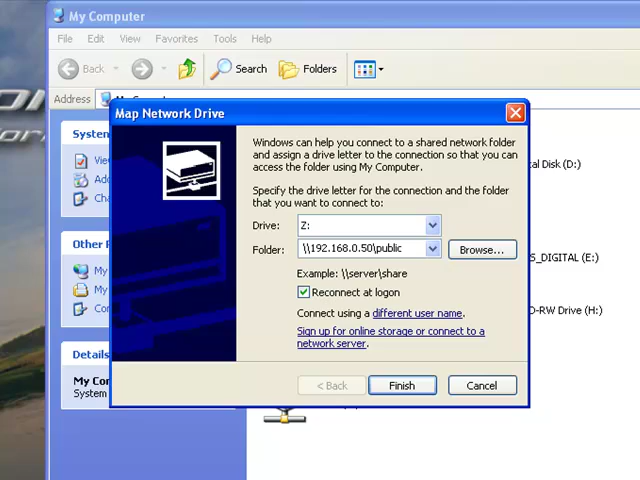 My Computer
File Edit View Favorites Tools Help
Back Search Folders
Address
Map Network Drive
Syste
Vie
Add
Cha
Other P
My
My
Co
Details
My Com
System
Windows can help you connect to a shared network folder
and assign a drive letter to the connection so that you can
access the folder using My Computer.
Specify the drive letter for the connection and the folder
that you want to connect to:
Drive: Z:
Folder: \\192.168.0.50\public Browse...
Example: \\server\share
Reconnect at logon
Connect using a different user name.
Sign up for online storage or connect to a
network server.
< Back Finish Cancel
cal Disk (D:)
S_DIGITAL (E:)
D-RW Drive (H:)